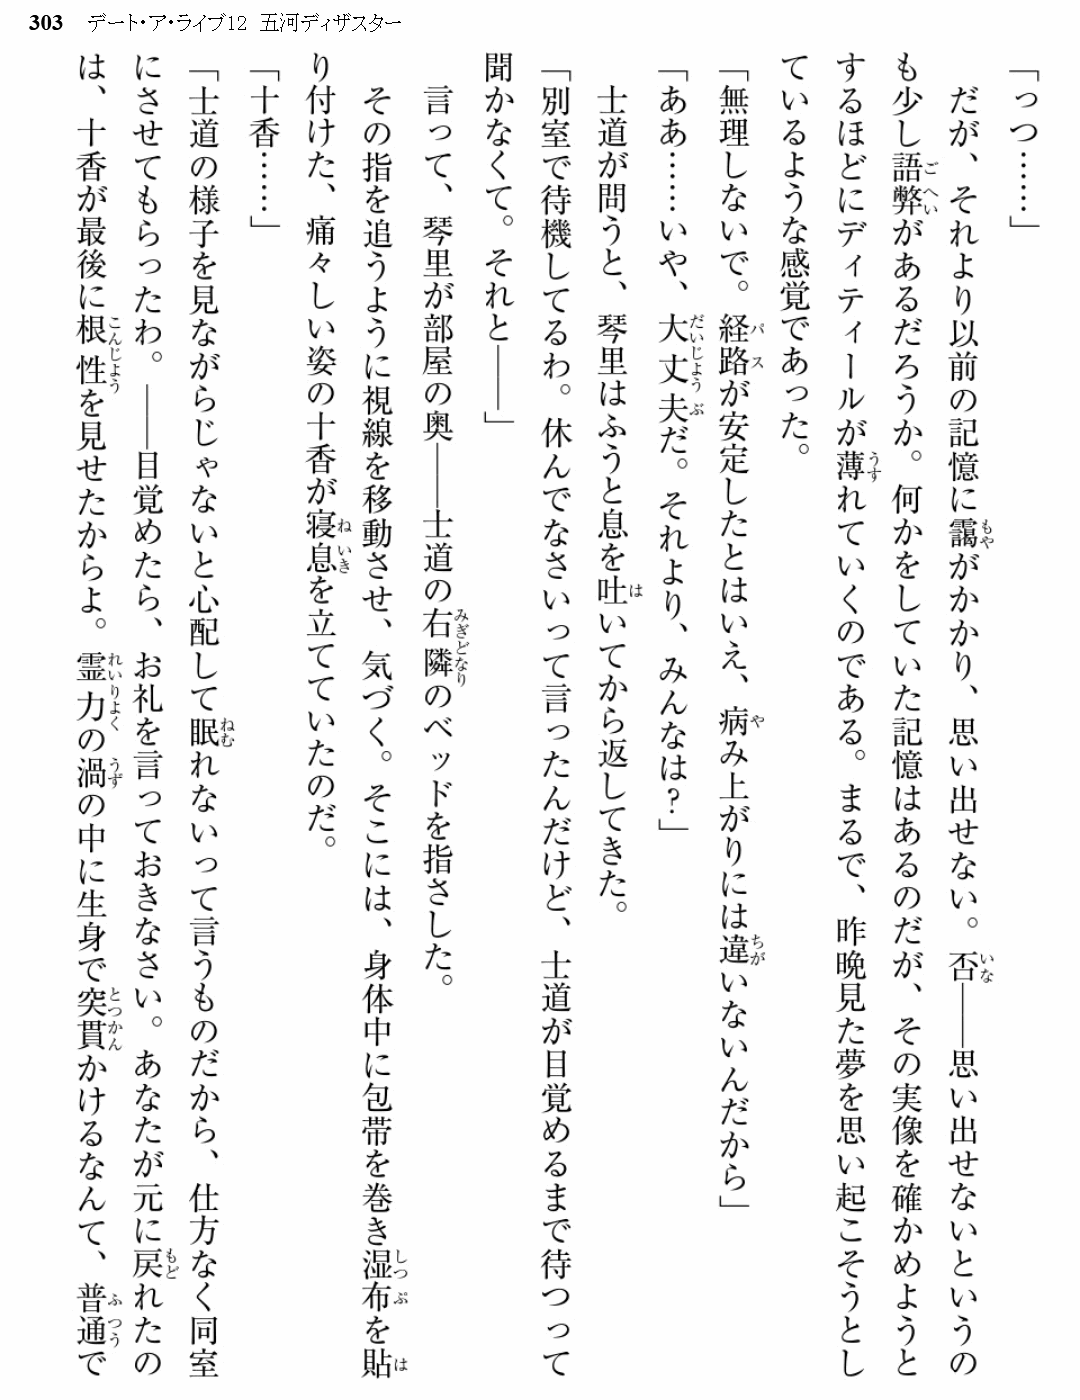 303　デート・ア・ライブ12　五河ディザスター
「っつ……」
　だが、それより以前の記憶に靄がかかり、思い出せない。否――思い出せないというの
も少し語弊があるだろうか。何かをしていた記憶はあるのだが、その実像を確かめようと
するほどにディティールが薄れていくのである。まるで、昨晩見た夢を思い起こそうとし
ているような感覚であった。
「無理しないで。経路が安定したとはいえ、病み上がりには違いないんだから」
「ああ……いや、大丈夫だ。それより、みんなは？」
　士道が問うと、琴里はふうと息を吐いてから返してきた。
「別室で待機してるわ。休んでなさいって言ったんだけど、士道が目覚めるまで待つって
聞かなくて。それと――」
　言って、琴里が部屋の奥――士道の右隣のベッドを指さした。
　その指を追うように視線を移動させ、気づく。そこには、身体中に包帯を巻き湿布を貼
り付けた、痛々しい姿の十香が寝息を立てていたのだ。
「十香……」
「士道の様子を見ながらじゃないと心配して眠れないって言うものだから、仕方なく同室
にさせてもらったわ。――目覚めたら、お礼を言っておきなさい。あなたが元に戻れたの
は、十香が最後に根性を見せたからよ。霊力の渦の中に生身で突貫かけるなんて、普通で